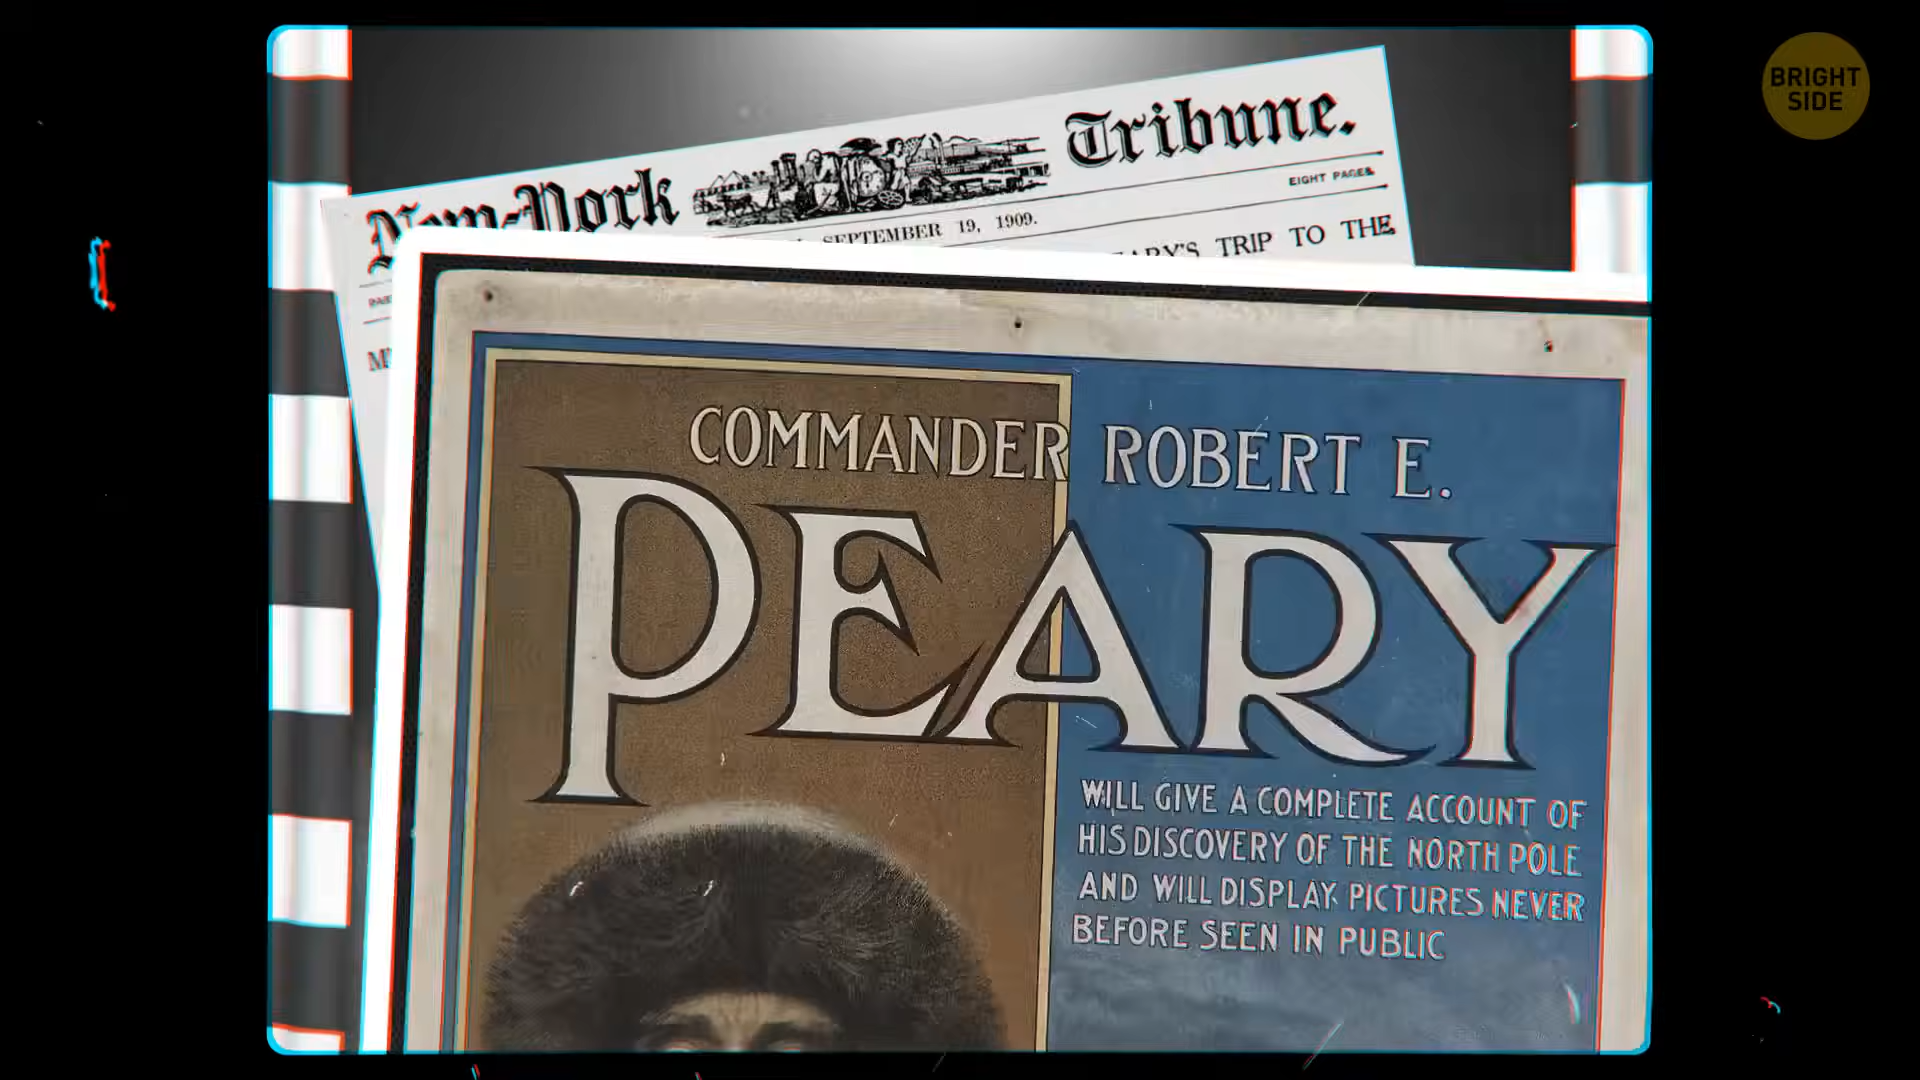 BRIGHT
SIDE
New-York Tribune.
EIGHT PAGES
SEPTEMBER 19, 1909.
TRIP TO THE
COMMANDER ROBERT E.
PEARY
WILL GIVE A COMPLETE ACCOUNT OF
HIS DISCOVERY OF THE NORTH POLE
AND WILL DISPLAY PICTURES NEVER
BEFORE SEEN IN PUBLIC